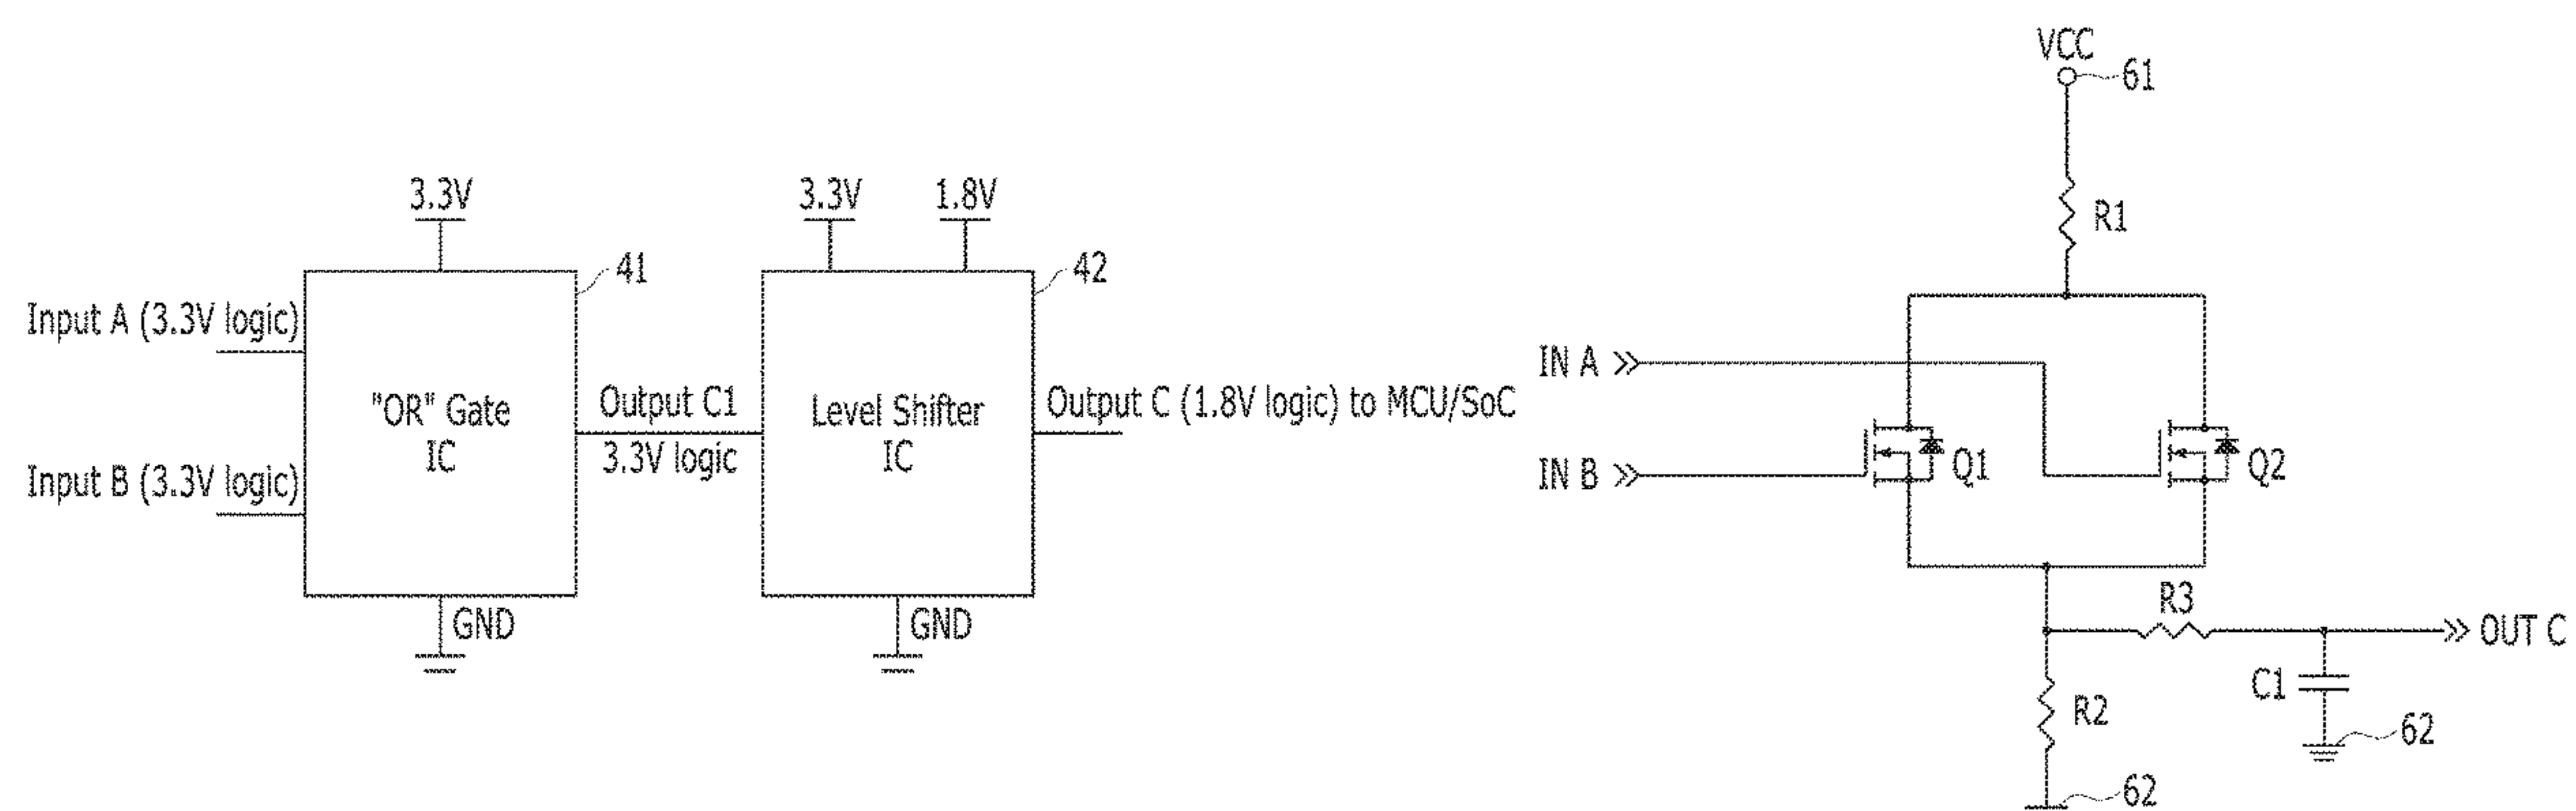 3.3V
41
Input A (3.3V logic)
Input B (3.3V logic)
"OR" Gate
IC
GND
Output C1
3.3V logic
3.3V
1.8V
42
Level Shifter
IC
GND
Output C (1.8V logic) to MCU/SoC
VCC
61
R1
IN A
IN B
Q1
Q2
R3
OUT C
C1
62
R2
62